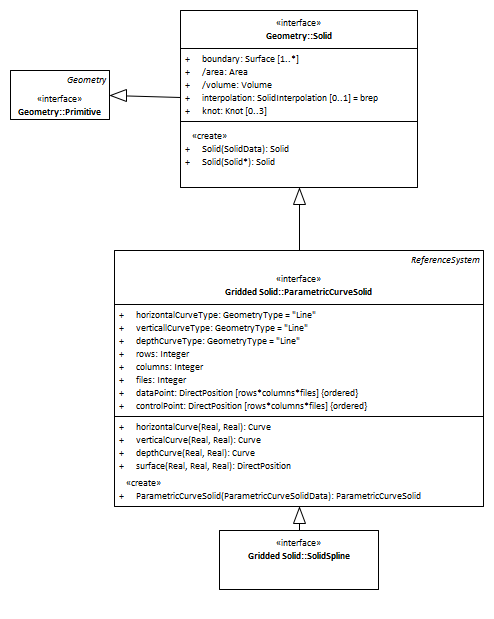 «interface»
Geometry::Solid
+ boundary: Surface [1..*]
+ /area: Area
+ /volume: Volume
+ interpolation: SolidInterpolation [0..1] = brep
+ knot: Knot [0..3]
«create»
+ Solid(SolidData): Solid
+ Solid(Solid*): Solid
Geometry
«interface»
Geometry::Primitive
ReferenceSystem
«interface»
Gridded Solid::ParametricCurveSolid
+ horizontalCurveType: GeometryType = "Line"
+ verticallCurveType: GeometryType = "Line"
+ depthCurveType: GeometryType = "Line"
+ rows: Integer
+ columns: Integer
+ files: Integer
+ dataPoint: DirectPosition [rows*columns*files] {ordered}
+ controlPoint: DirectPosition [rows*columns*files] {ordered}
+ horizontalCurve(Real, Real): Curve
+ verticalCurve(Real, Real): Curve
+ depthCurve(Real, Real): Curve
+ surface(Real, Real, Real): DirectPosition
«create»
+ ParametricCurveSolid(ParametricCurveSolidData): ParametricCurveSolid
«interface»
Gridded Solid::SolidSpline